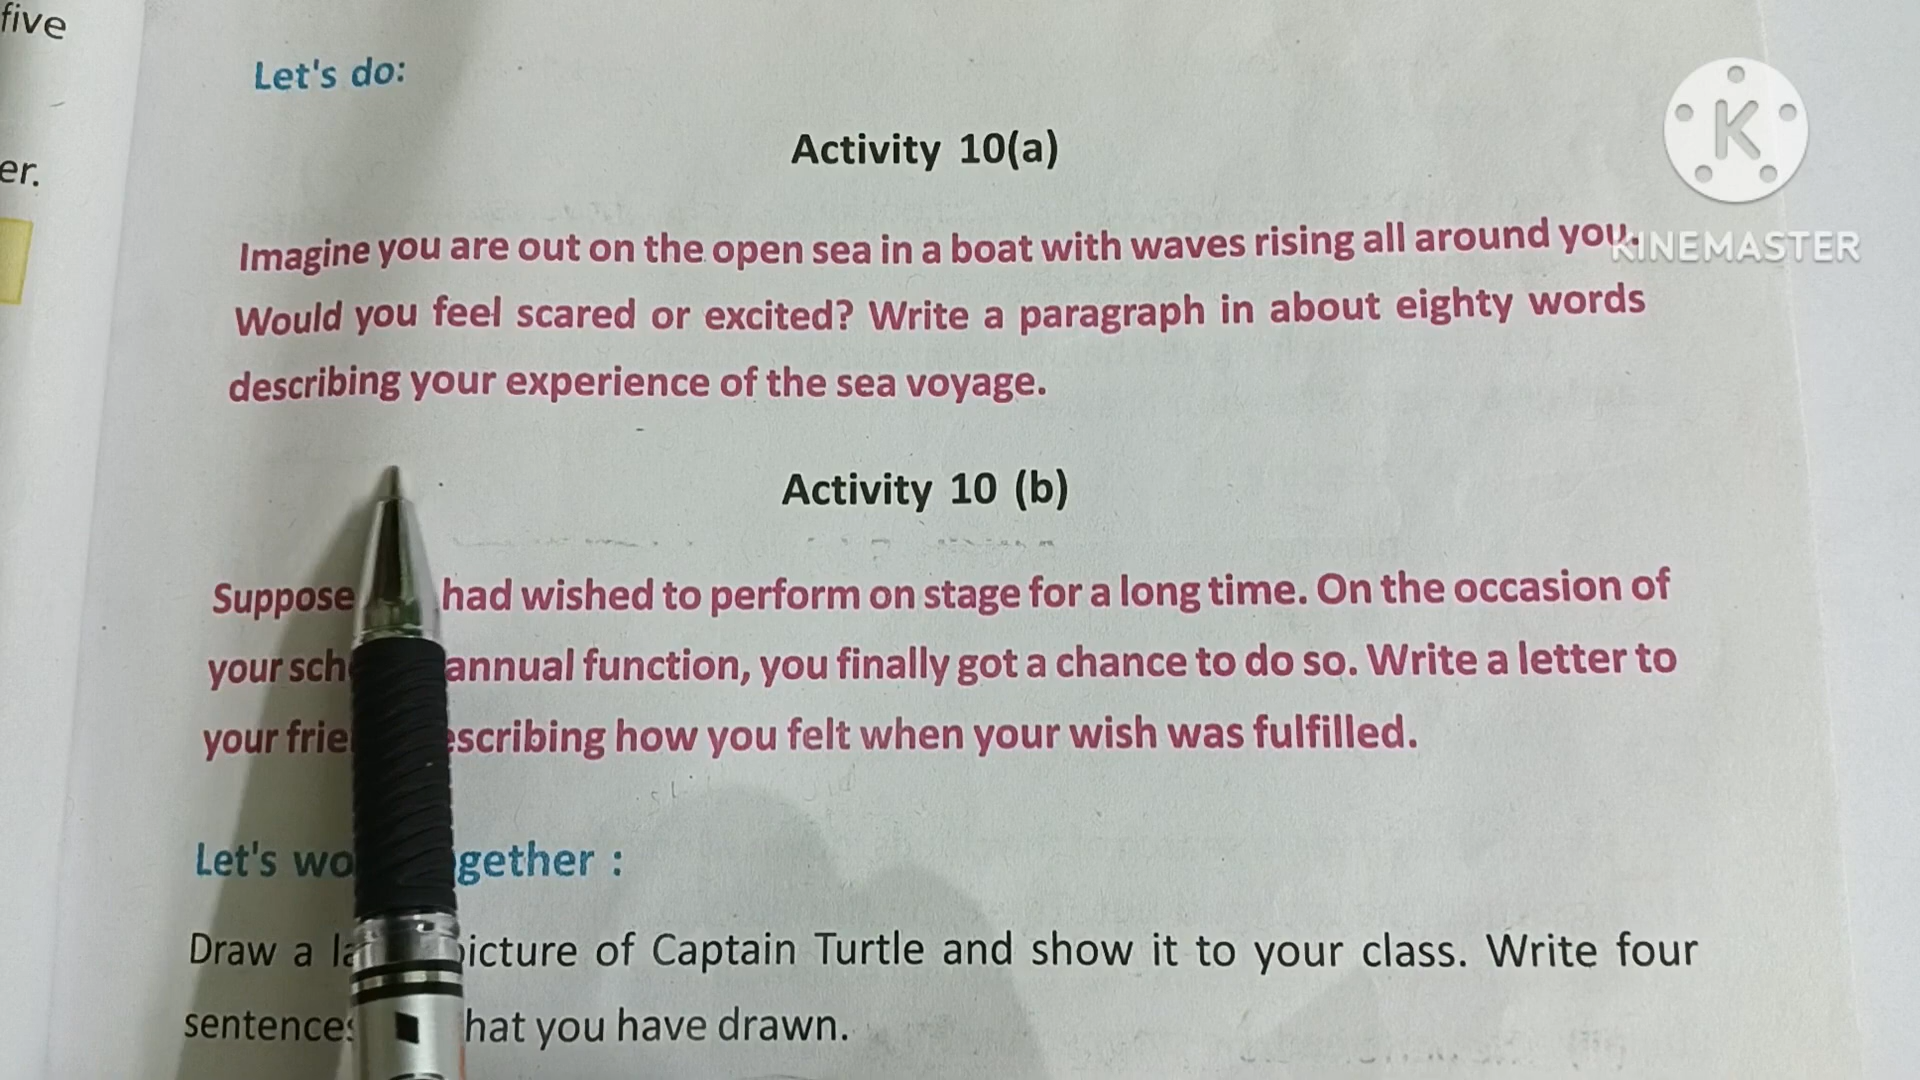 five
er.
Let's do:
Activity 10(a)
Imagine you are out on the open sea in a boat with waves rising all around you.
Would you feel scared or excited? Write a paragraph in about eighty words
describing your experience of the sea voyage.
Activity 10 (b)
Suppose had wished to perform on stage for a long time. On the occasion of
your annual function, you finally got a chance to do so. Write a letter to
your describing how you felt when your wish was fulfilled.
Let's together :
Draw a picture of Captain Turtle and show it to your class. Write four
sentences you have drawn.
K
KINEMASTER